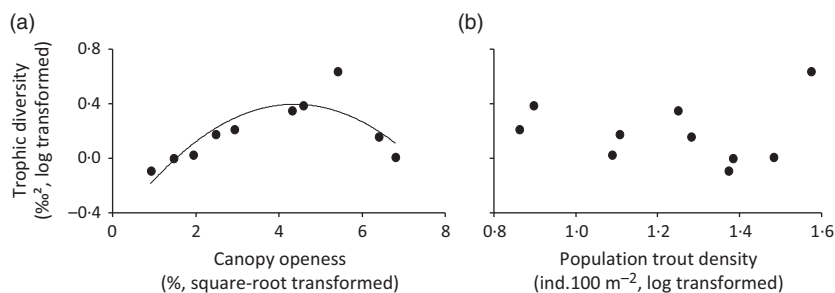 (a)
Trophic diversity
(‰², log transformed)
0·8
0·4
0·0
−0·4
0
2
4
6
8
Canopy openess
(%, square-root transformed)
(b)
0·8
1·0
1·2
1·4
1·6
Population trout density
(ind.100 m⁻², log transformed)